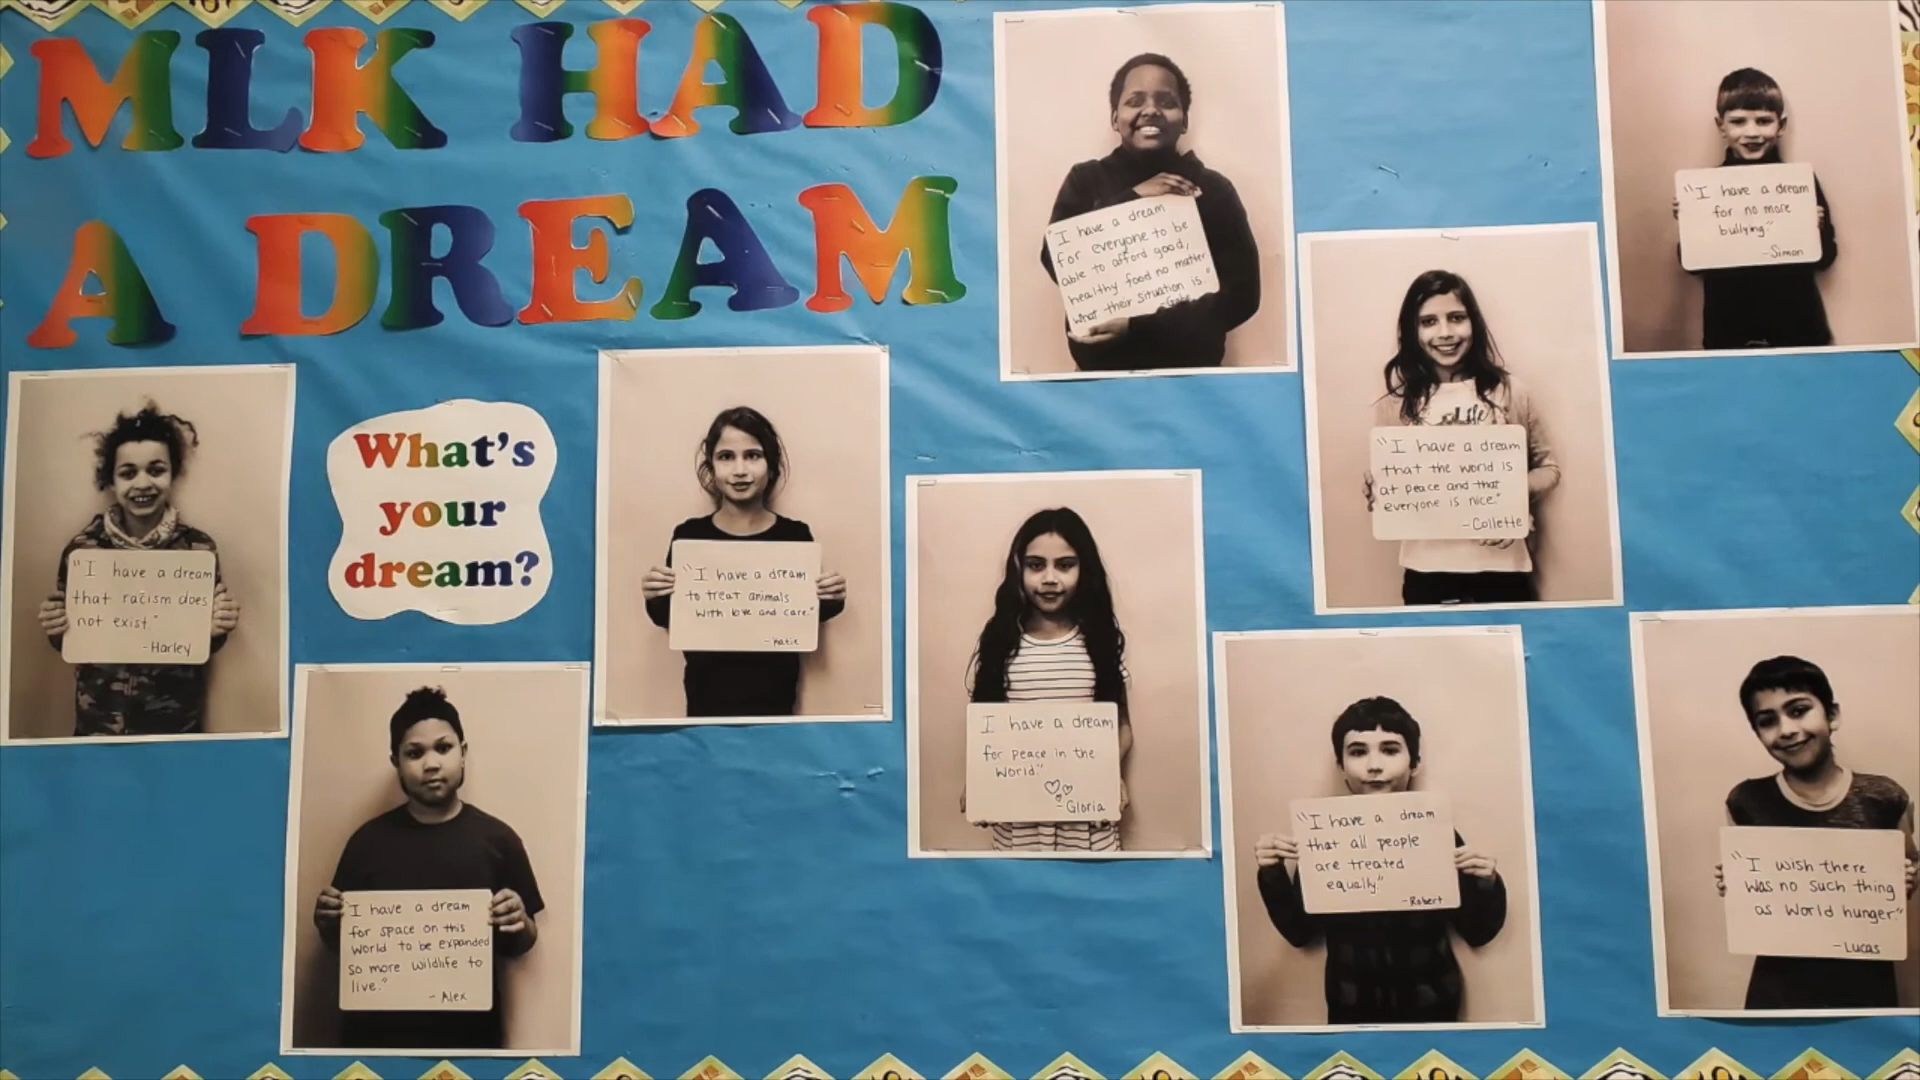 MLK HAD
A DREAM
What's
your
dream?
"I have a dream
that racism does
not exist."
-Harley
"I have a dream
for space on this
world to be expanded
so more wildlife to
live."
- Alex
"I have a dream
to treat animals
with love and care."
-Katie
I have a dream
for peace in the
world."
-Gloria
"I have a dream
for everyone to be
able to afford good,
healthy food no matter
what their situation is."
-Gabe
"I have a dream
that the world is
at peace and that
everyone is nice."
-Collette
"I have a dream
for no more
bullying."
-Simon
"I have a dream
that all people
are treated
equally."
-Robert
"I wish there
was no such thing
as world hunger."
-Lucas